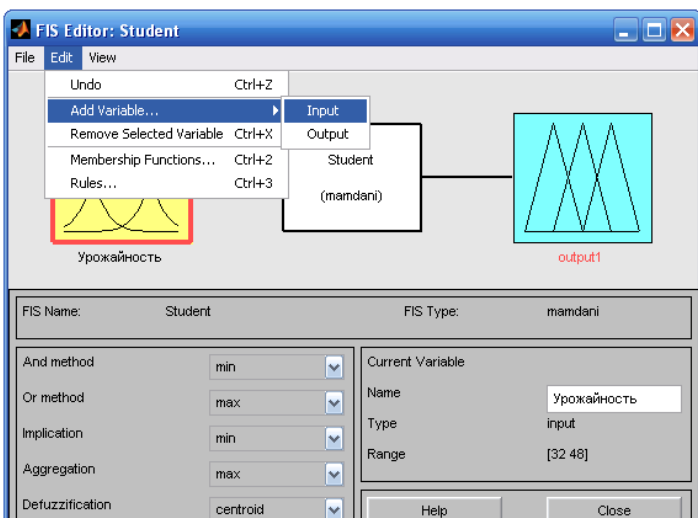 FIS Editor: Student
File Edit View
Undo Ctrl+Z
Add Variable...
Remove Selected Variable Ctrl+X
Membership Functions... Ctrl+2
Rules... Ctrl+3
Input
Output
Student
(mamdani)
Урожайность
output1
FIS Name: Student FIS Type: mamdani
And method min
Or method max
Implication min
Aggregation max
Defuzzification centroid
Current Variable
Name Урожайность
Type input
Range [32 48]
Help Close